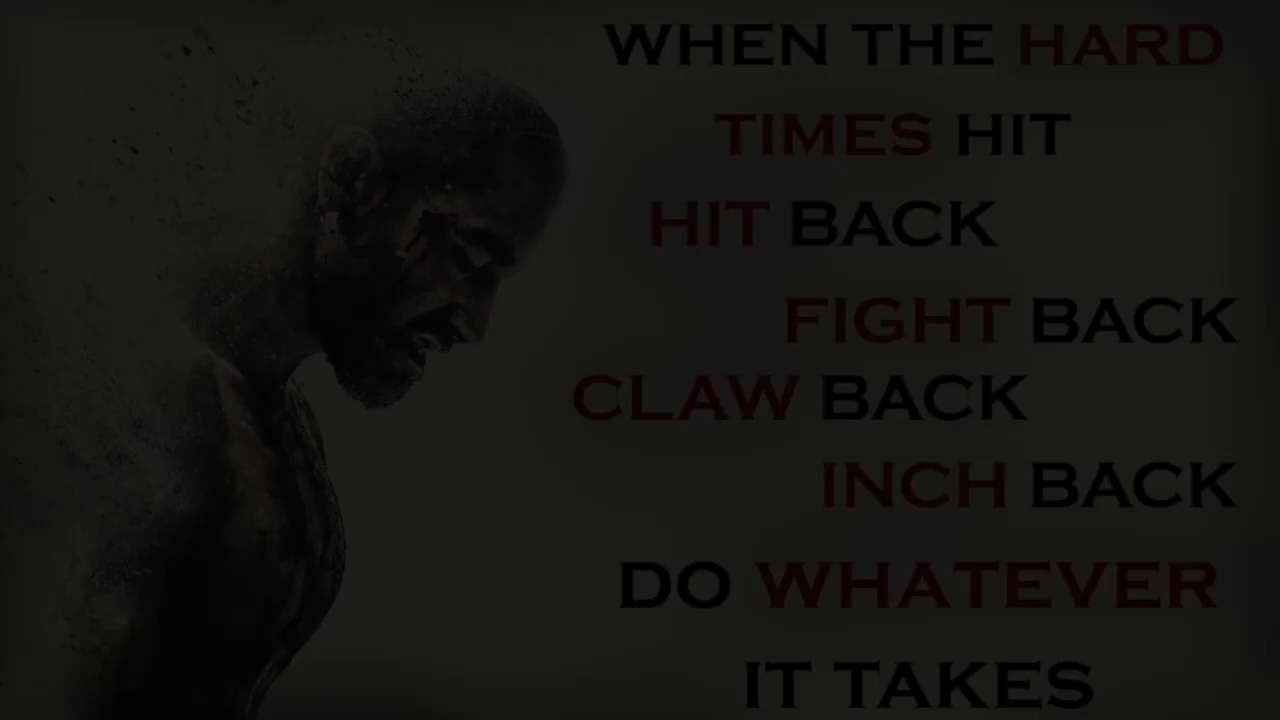 WHEN THE HARD
TIMES HIT
HIT BACK
FIGHT BACK
CLAW BACK
INCH BACK
DO WHATEVER
IT TAKES